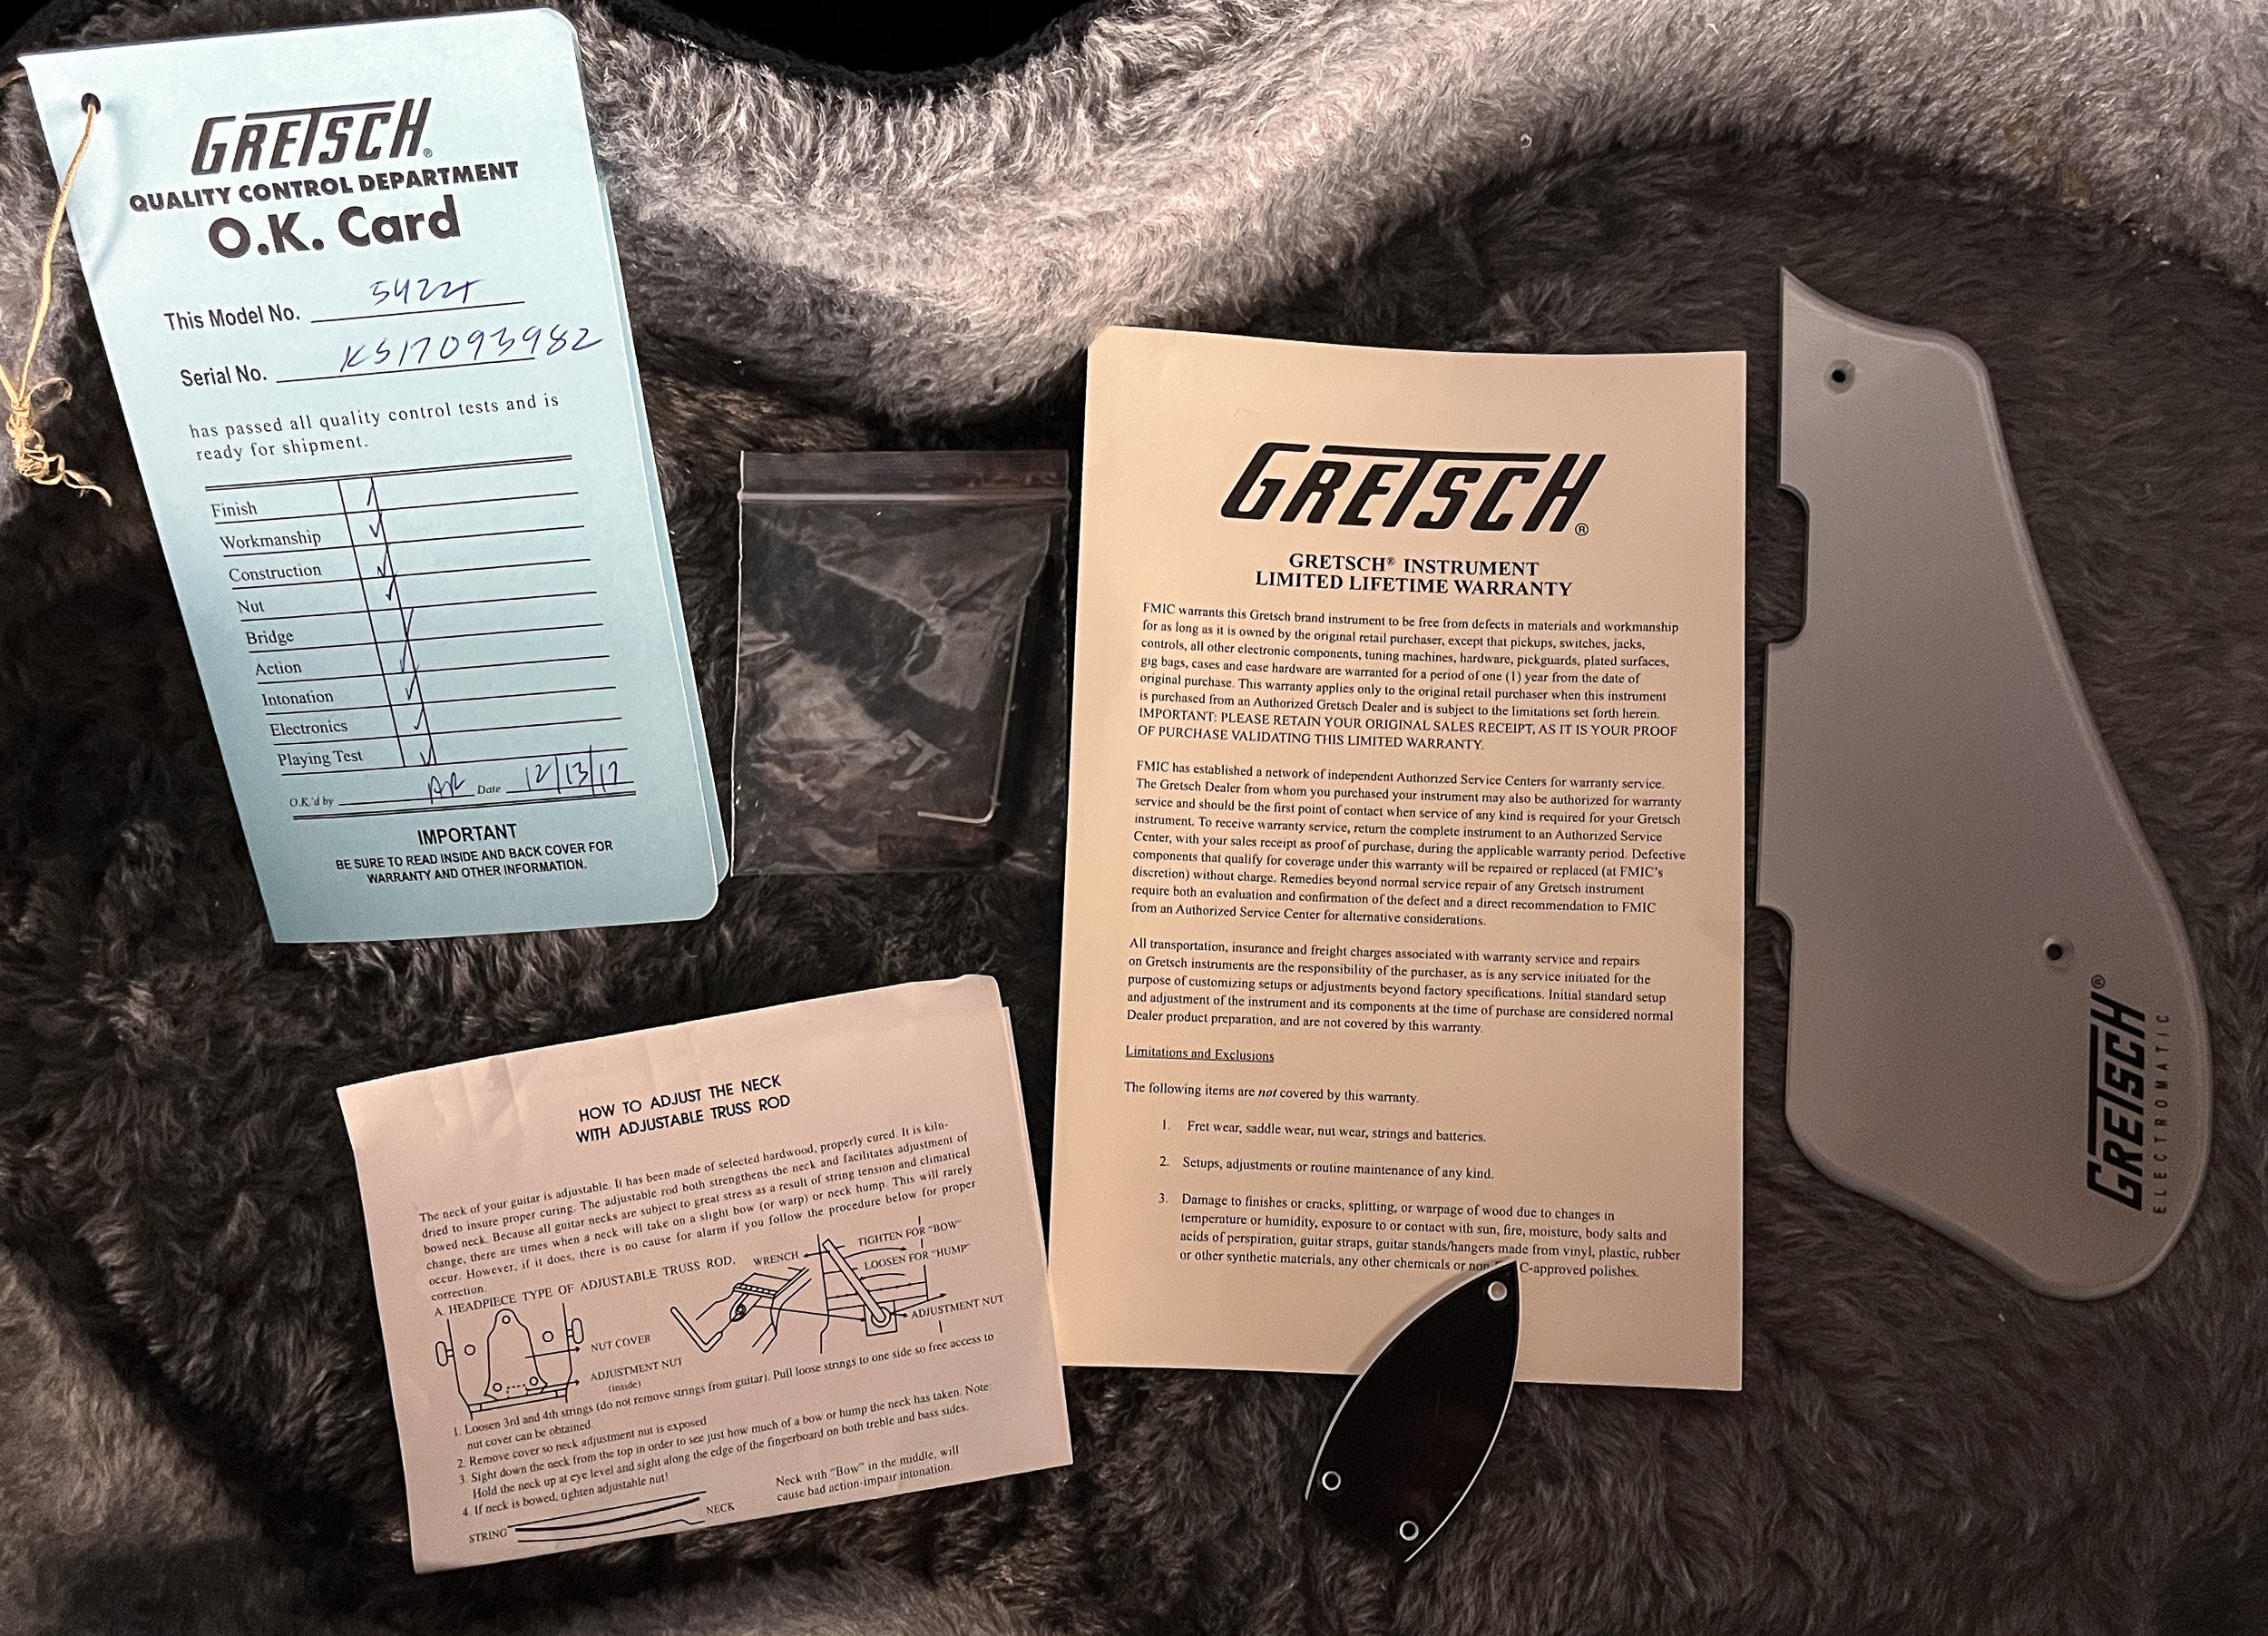 GRETSCH®
QUALITY CONTROL DEPARTMENT
O.K. Card
This Model No. 5422T
Serial No. KS17093982
has passed all quality control tests and is
ready for shipment.
Finish
Workmanship
Construction
Nut
Bridge
Action
Intonation
Electronics
Playing Test
O.K.'d by Date 12/13/17
IMPORTANT
BE SURE TO READ INSIDE AND BACK COVER FOR
WARRANTY AND OTHER INFORMATION.
HOW TO ADJUST THE NECK
WITH ADJUSTABLE TRUSS ROD
The neck of your guitar is adjustable. It has been made of selected hardwood, properly cured. It is kiln-
dried to insure proper curing. The adjustable rod both strengthens the neck and facilitates adjustment of
bowed neck. Because all guitar necks are subject to great stress as a result of string tension and climatical
change, there are times when a neck will take on a slight bow (or warp) or neck hump. This will rarely
occur. However, if it does, there is no cause for alarm if you follow the procedure below for proper
correction.
A. HEADPIECE TYPE OF ADJUSTABLE TRUSS ROD,
WRENCH
TIGHTEN FOR "BOW"
LOOSEN FOR "HUMP"
ADJUSTMENT NUT
NUT COVER
ADJUSTMENT NUT
(inside)
1. Loosen 3rd and 4th strings (do not remove strings from guitar). Pull loose strings to one side so free access to
nut cover can be obtained.
2. Remove cover so neck adjustment nut is exposed
3. Sight down the neck from the top in order to see just how much of a bow or hump the neck has taken. Note:
Hold the neck up at eye level and sight along the edge of the fingerboard on both treble and bass sides.
4. If neck is bowed, tighten adjustable nut!
STRING
NECK
Neck with "Bow" in the middle, will
cause bad action-impair intonation.
GRETSCH®
GRETSCH® INSTRUMENT
LIMITED LIFETIME WARRANTY
FMIC warrants this Gretsch brand instrument to be free from defects in materials and workmanship
for as long as it is owned by the original retail purchaser, except that pickups, switches, jacks,
controls, all other electronic components, tuning machines, hardware, pickguards, plated surfaces,
gig bags, cases and case hardware are warranted for a period of one (1) year from the date of
original purchase. This warranty applies only to the original retail purchaser when this instrument
is purchased from an Authorized Gretsch Dealer and is subject to the limitations set forth herein.
IMPORTANT: PLEASE RETAIN YOUR ORIGINAL SALES RECEIPT, AS IT IS YOUR PROOF
OF PURCHASE VALIDATING THIS LIMITED WARRANTY.
FMIC has established a network of independent Authorized Service Centers for warranty service.
The Gretsch Dealer from whom you purchased your instrument may also be authorized for warranty
service and should be the first point of contact when service of any kind is required for your Gretsch
instrument. To receive warranty service, return the complete instrument to an Authorized Service
Center, with your sales receipt as proof of purchase, during the applicable warranty period. Defective
components that qualify for coverage under this warranty will be repaired or replaced (at FMIC's
discretion) without charge. Remedies beyond normal service repair of any Gretsch instrument
require both an evaluation and confirmation of the defect and a direct recommendation to FMIC
from an Authorized Service Center for alternative considerations.
All transportation, insurance and freight charges associated with warranty service and repairs
on Gretsch instruments are the responsibility of the purchaser, as is any service initiated for the
purpose of customizing setups or adjustments beyond factory specifications. Initial standard setup
and adjustment of the instrument and its components at the time of purchase are considered normal
Dealer product preparation, and are not covered by this warranty.
Limitations and Exclusions
The following items are not covered by this warranty.
1. Fret wear, saddle wear, nut wear, strings and batteries.
2. Setups, adjustments or routine maintenance of any kind.
3. Damage to finishes or cracks, splitting, or warpage of wood due to changes in
temperature or humidity, exposure to or contact with sun, fire, moisture, body salts and
acids of perspiration, guitar straps, guitar stands/hangers made from vinyl, plastic, rubber
or other synthetic materials, any other chemicals or non C-approved polishes.
GRETSCH®
ELECTROMATIC